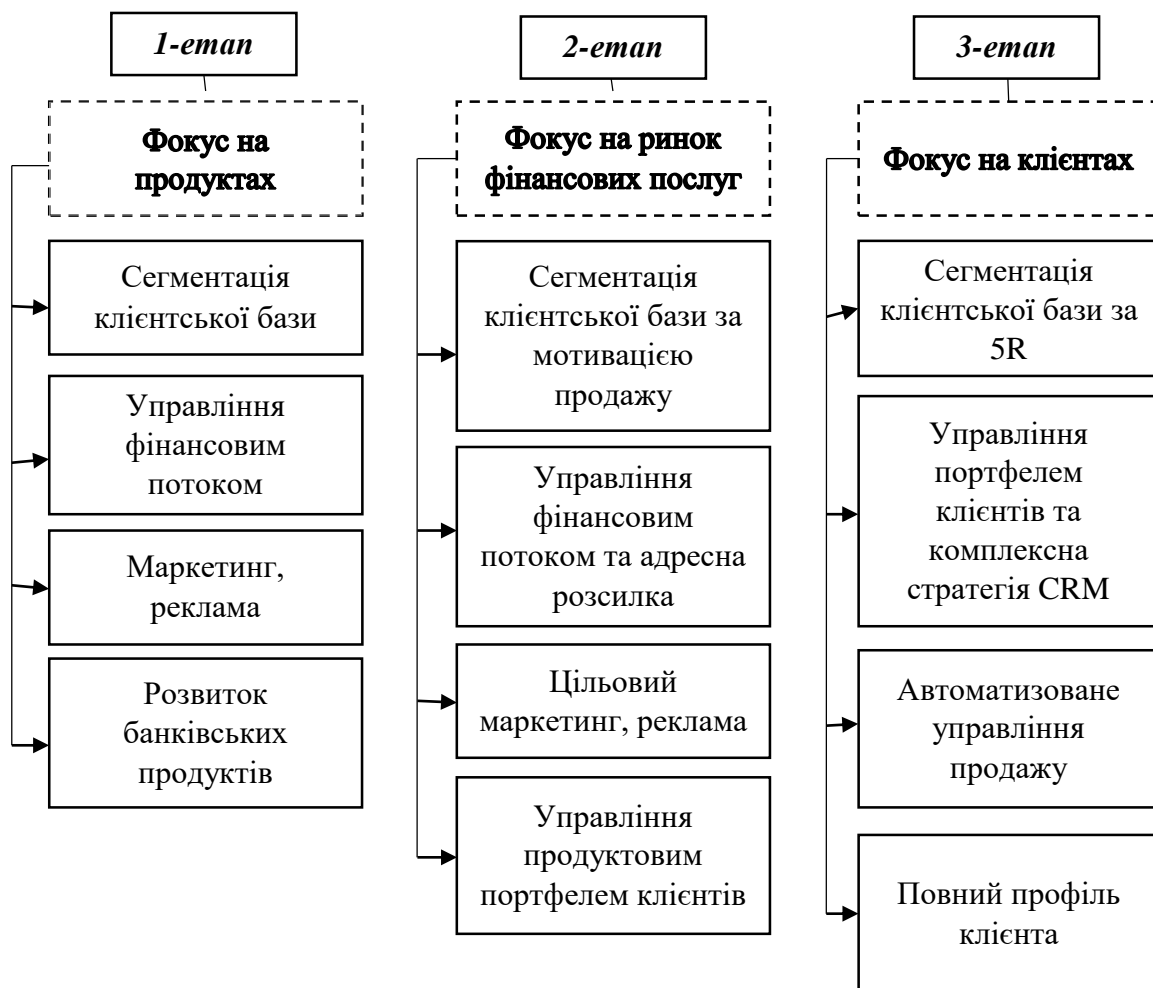 1-етап
Фокус на
продуктах
Сегментація
клієнтської бази
Управління
фінансовим
потоком
Маркетинг,
реклама
Розвиток
банківських
продуктів
2-етап
Фокус на ринок
фінансових послуг
Сегментація
клієнтської бази за
мотивацією
продажу
Управління
фінансовим
потоком та адресна
розсилка
Цільовий
маркетинг, реклама
Управління
продуктовим
портфелем клієнтів
3-етап
Фокус на клієнтах
Сегментація
клієнтської бази за
5R
Управління
портфелем
клієнтів та
комплексна
стратегія CRM
Автоматизоване
управління
продажу
Повний профіль
клієнта